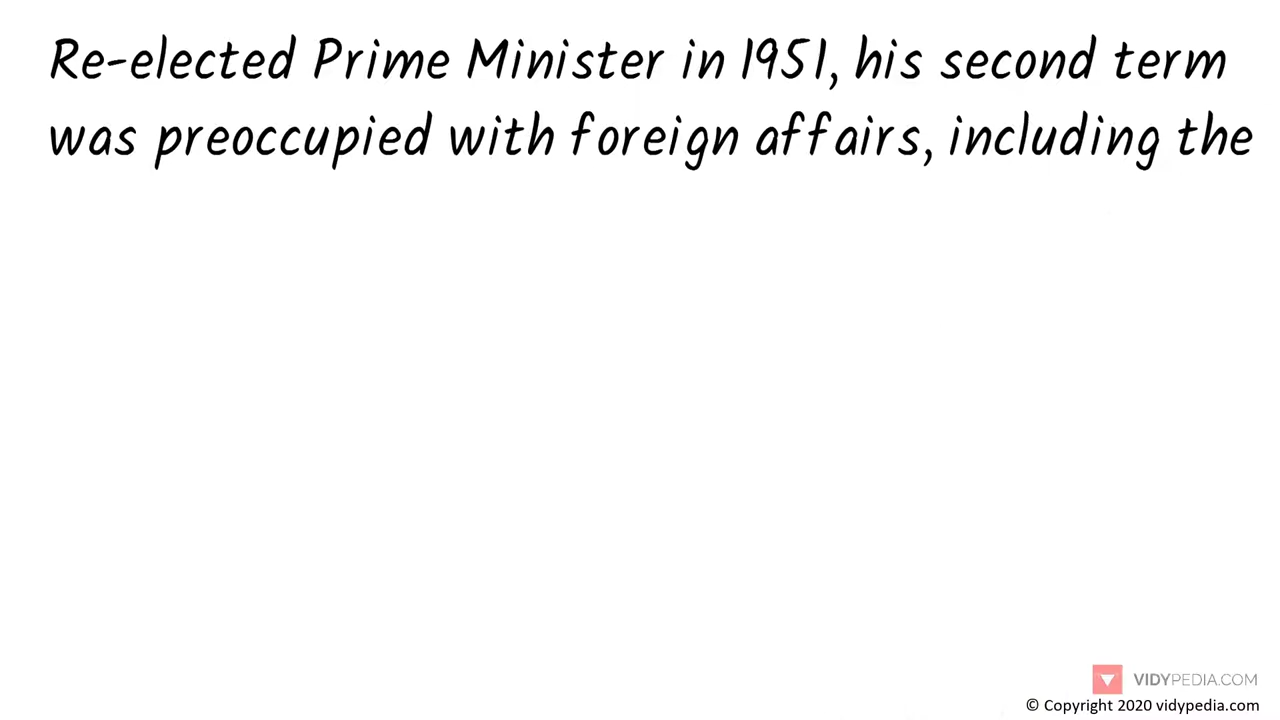 Re-elected Prime Minister in 1951, his second term
was preoccupied with foreign affairs, including the
VIDYPEDIA.COM
© Copyright 2020 vidypedia.com